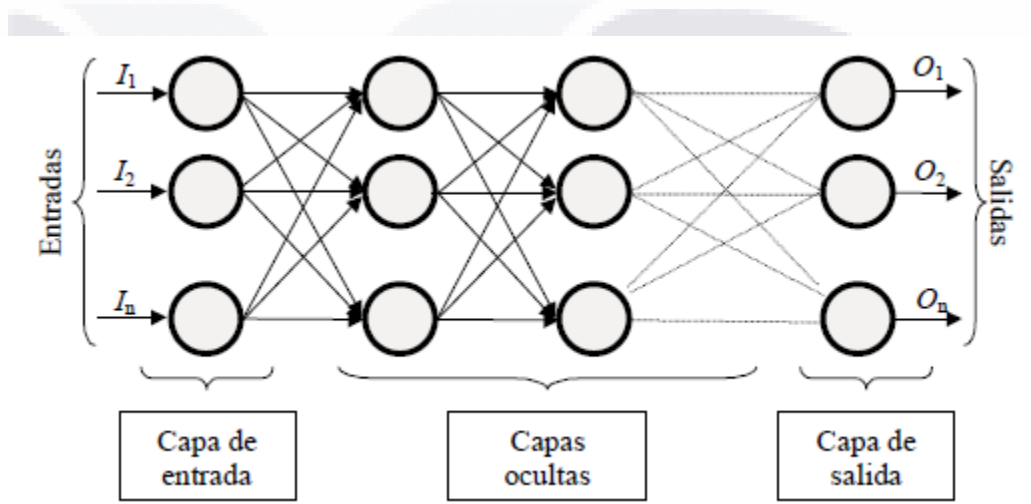 Entradas
I1
I2
In
O1
O2
On
Salidas
Capa de
entrada
Capas
ocultas
Capa de
salida